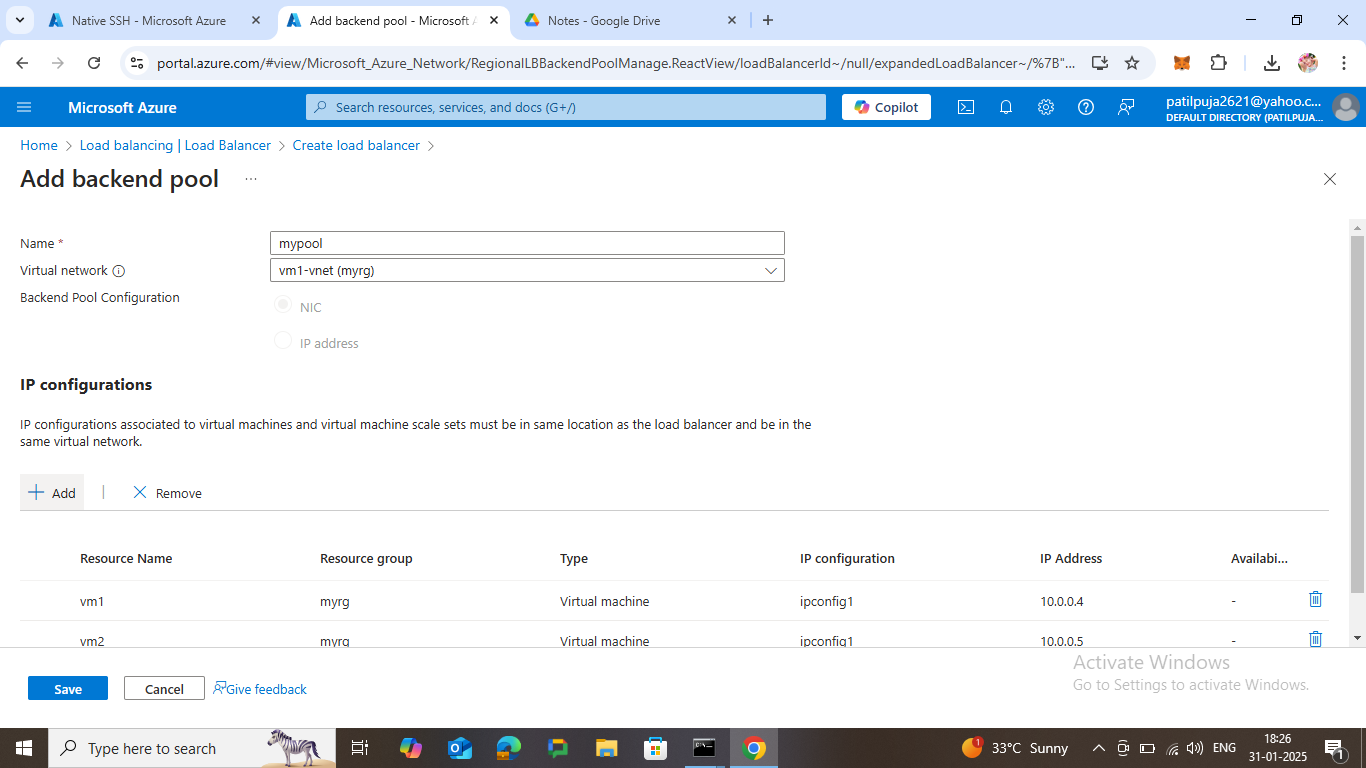 Native SSH - Microsoft Azure
Add backend pool - Microsoft A
Notes - Google Drive
portal.azure.com/#view/Microsoft_Azure_Network/RegionalLBBackendPoolManage.ReactView/loadBalancerId~/null/expandedLoadBalancer~/%7B"...
Microsoft Azure
Search resources, services, and docs (G+/)
Copilot
patilpuja2621@yahoo.c...
DEFAULT DIRECTORY (PATILPUJA...
Home > Load balancing | Load Balancer > Create load balancer >
Add backend pool ...
Name *
mypool
Virtual network
vm1-vnet (myrg)
Backend Pool Configuration
NIC
IP address
IP configurations
IP configurations associated to virtual machines and virtual machine scale sets must be in same location as the load balancer and be in the
same virtual network.
+ Add | Remove
Resource Name Resource group Type IP configuration IP Address Availabi...
vm1 myrg Virtual machine ipconfig1 10.0.0.4 -
vm2 myrg Virtual machine ipconfig1 10.0.0.5 -
Activate Windows
Go to Settings to activate Windows.
Save Cancel Give feedback
Type here to search
1
33°C Sunny
ENG
18:26
31-01-2025
1